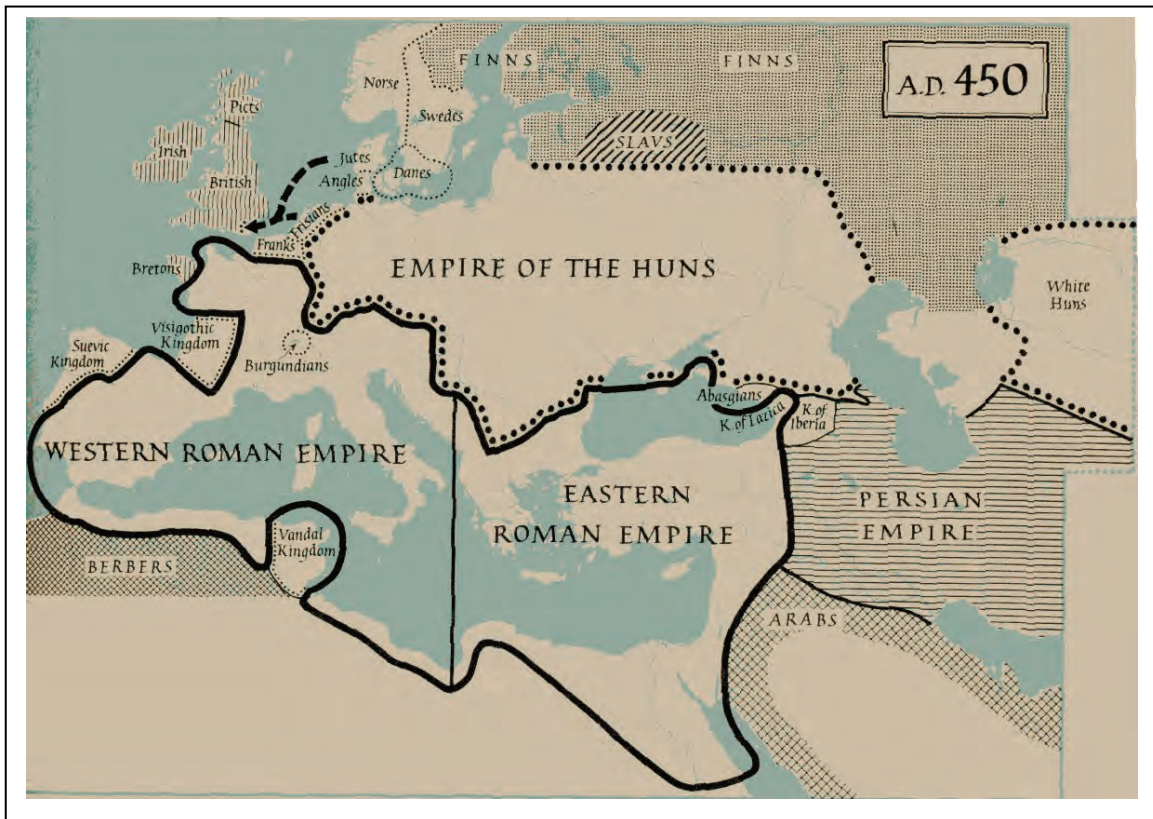 A.D. 450
FINNS
FINNS
Norse
Swedes
Picts
SLAVS
Irish
Jutes
Danes
Angles
British
Frisians
Franks
EMPIRE OF THE HUNS
Bretons
White
Huns
Visigothic
Kingdom
Suevic
Kingdom
Burgundians
Abasgians
K. of Lazica
K. of
Iberia
WESTERN ROMAN EMPIRE
EASTERN
ROMAN EMPIRE
PERSIAN
EMPIRE
Vandal
Kingdom
BERBERS
ARABS